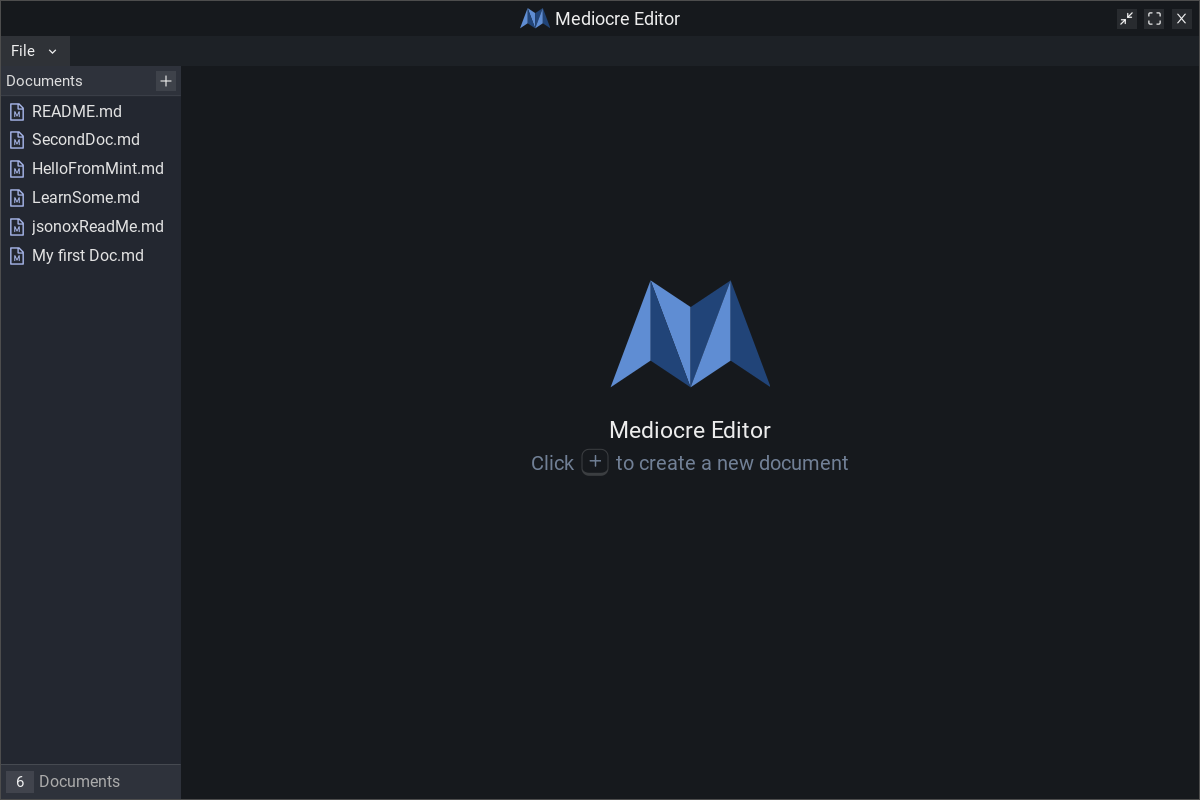 Mediocre Editor
File
Documents
README.md
SecondDoc.md
HelloFromMint.md
LearnSome.md
jsonoxReadMe.md
My first Doc.md
Mediocre Editor
Click + to create a new document
6 Documents